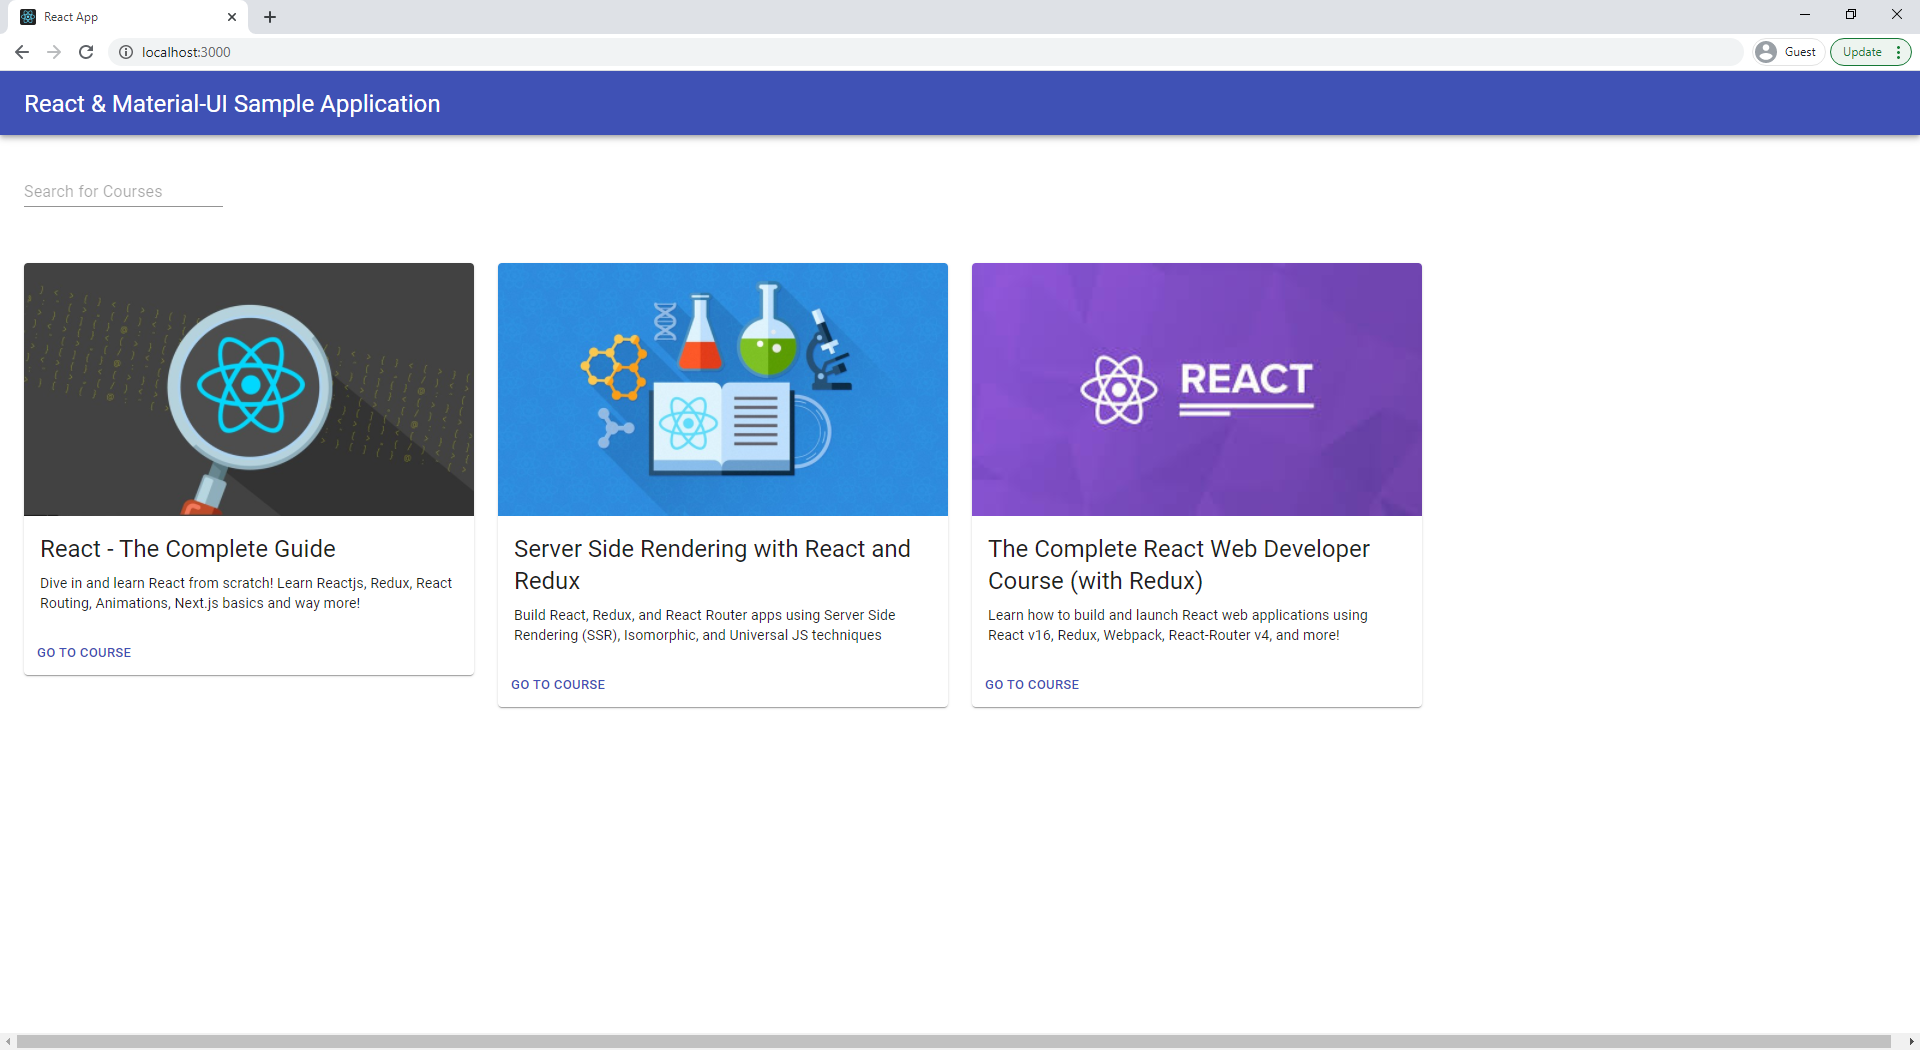 React App
localhost:3000
Guest
Update
React & Material-UI Sample Application
Search for Courses
REACT
React - The Complete Guide
Dive in and learn React from scratch! Learn Reactjs, Redux, React
Routing, Animations, Next.js basics and way more!
GO TO COURSE
Server Side Rendering with React and
Redux
Build React, Redux, and React Router apps using Server Side
Rendering (SSR), Isomorphic, and Universal JS techniques
GO TO COURSE
The Complete React Web Developer
Course (with Redux)
Learn how to build and launch React web applications using
React v16, Redux, Webpack, React-Router v4, and more!
GO TO COURSE